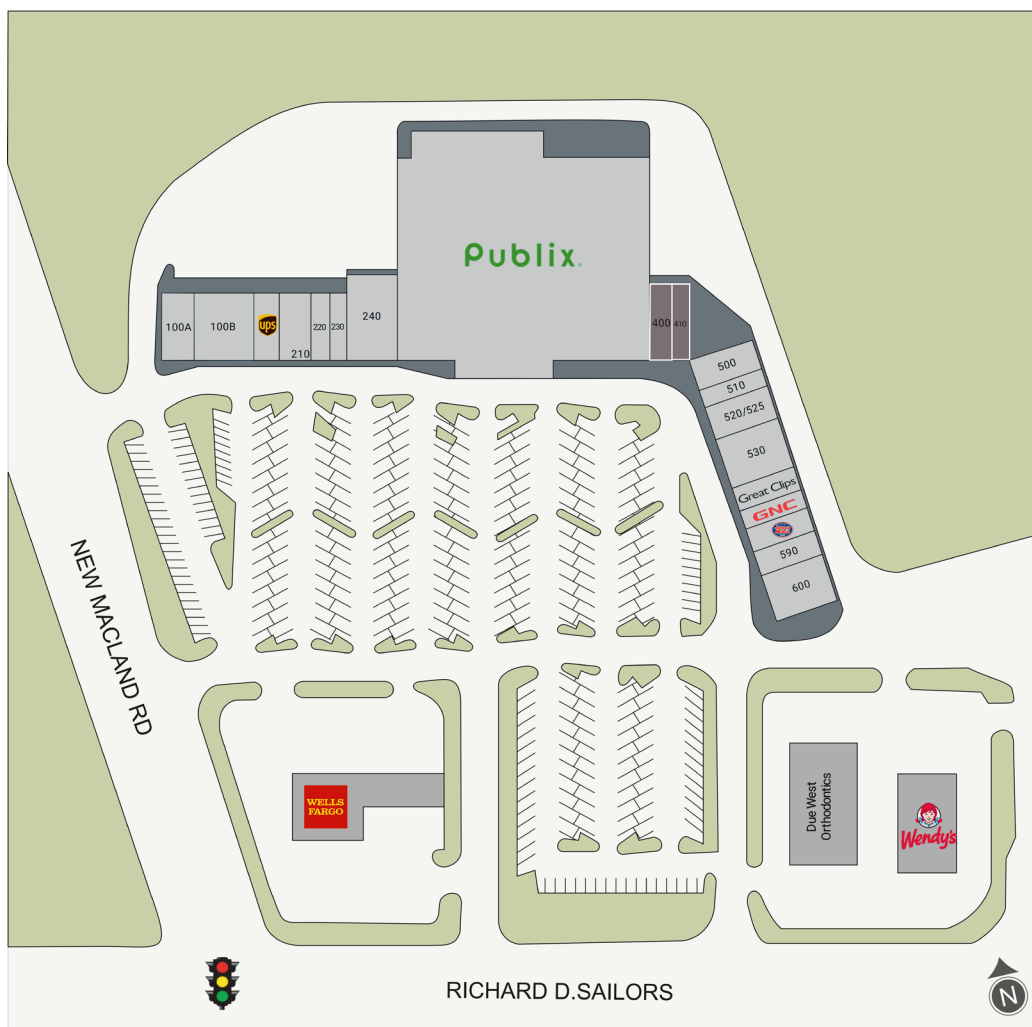 Publix.
100A
100B
ups
210
220
230
240
400
410
500
510
520/525
530
Great Clips
GNC
590
600
NEW MACLAND RD
WELLS
FARGO
Due West
Orthodontics
Wendy's
RICHARD D.SAILORS
N